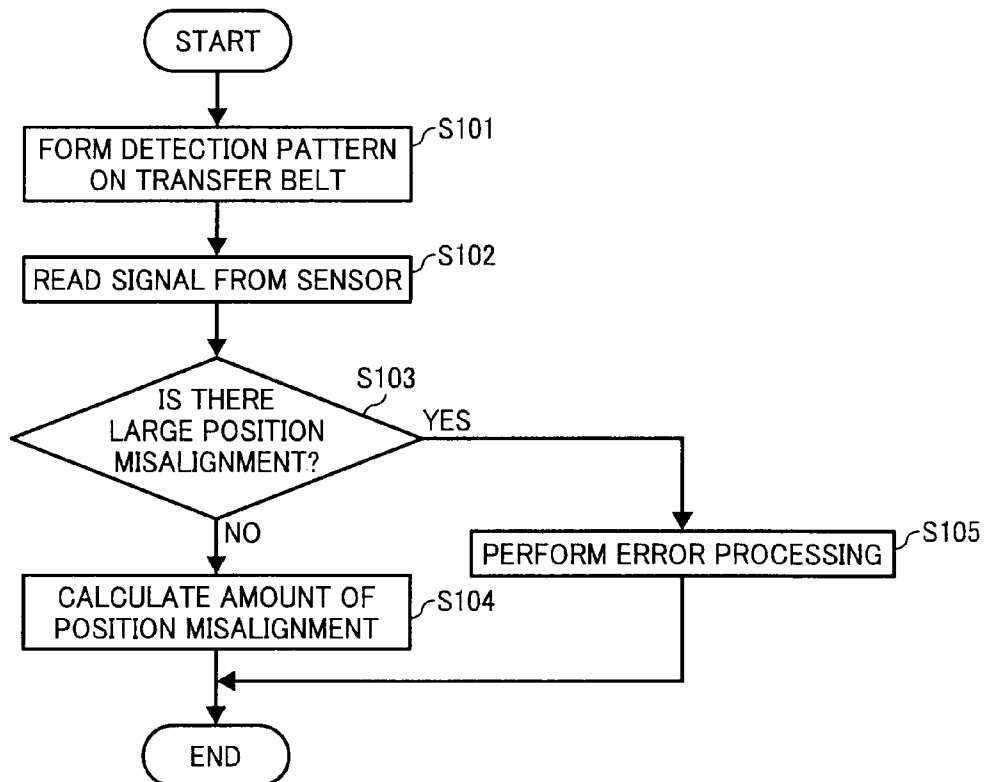 START
FORM DETECTION PATTERN
ON TRANSFER BELT
S101
READ SIGNAL FROM SENSOR
S102
IS THERE
LARGE POSITION
MISALIGNMENT?
S103
YES
NO
CALCULATE AMOUNT OF
POSITION MISALIGNMENT
S104
PERFORM ERROR PROCESSING
S105
END